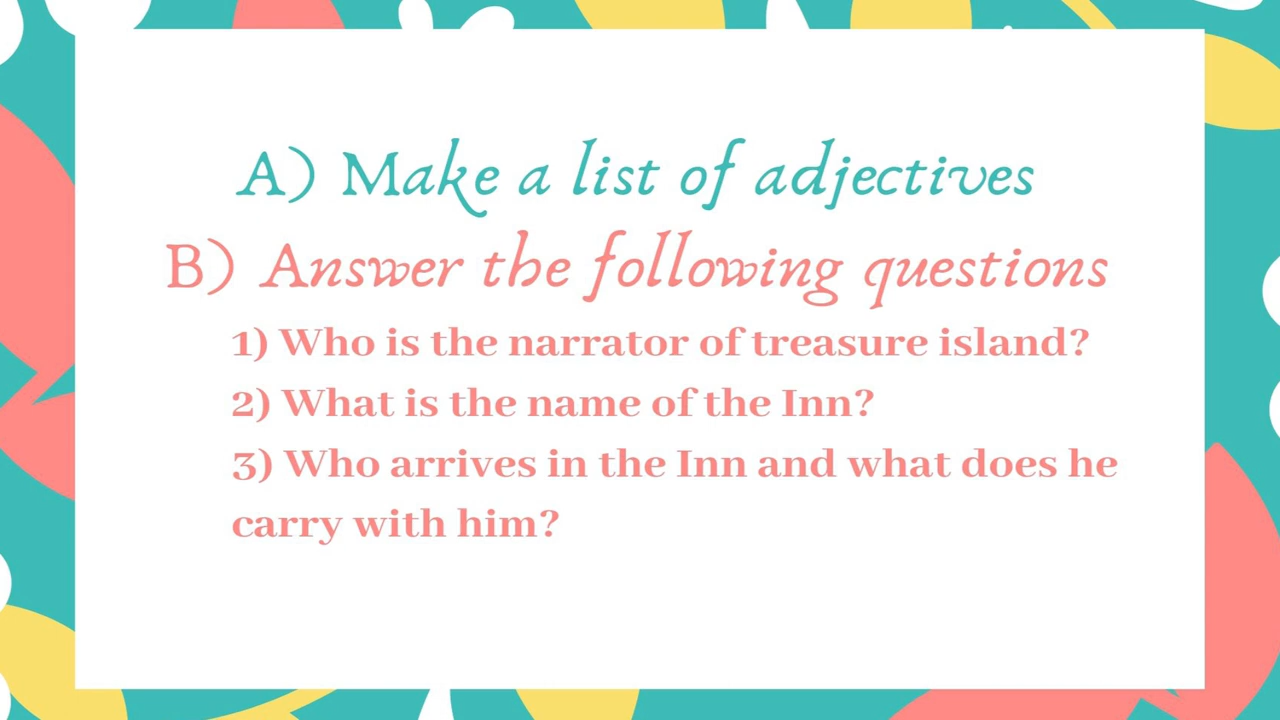 A) Make a list of adjectives
B) Answer the following questions
1) Who is the narrator of treasure island?
2) What is the name of the Inn?
3) Who arrives in the Inn and what does he
carry with him?